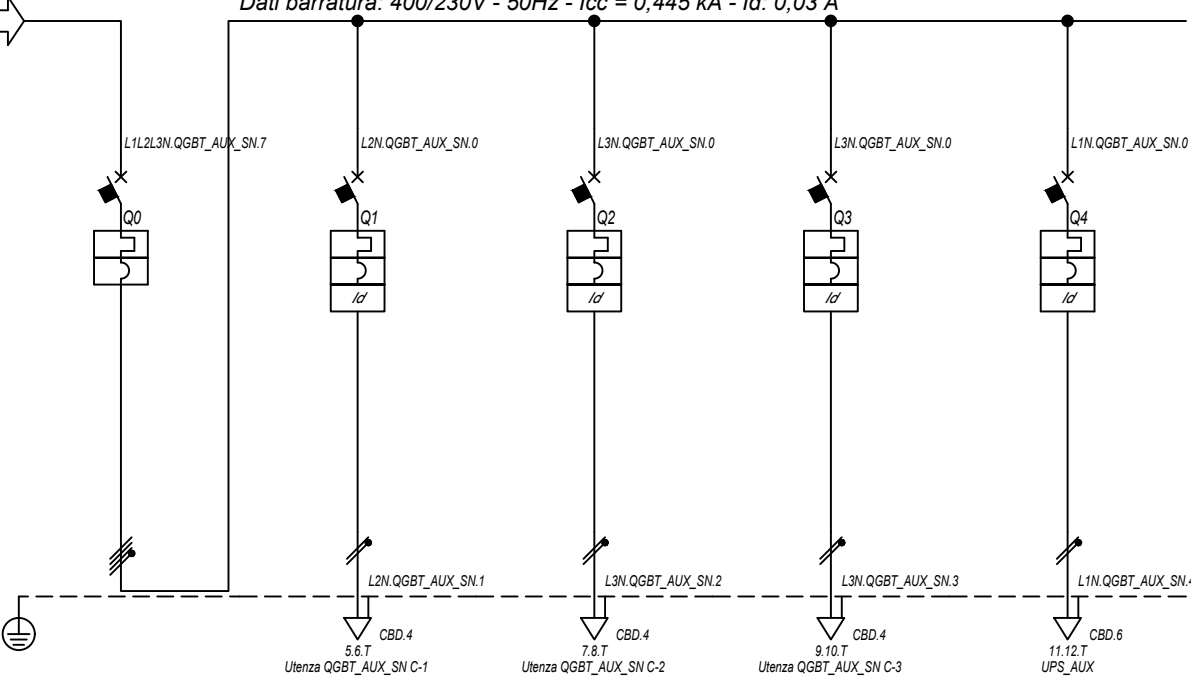 Dati barratura: 400/230V - 50Hz - Icc = 0,445 kA - Id: 0,03 A
L1L2L3N.QGBT_AUX_SN.7
L2N.QGBT_AUX_SN.0
L3N.QGBT_AUX_SN.0
L3N.QGBT_AUX_SN.0
L1N.QGBT_AUX_SN.0
Q0
Q1
Q2
Q3
Q4
Id
Id
Id
Id
L2N.QGBT_AUX_SN.1
L3N.QGBT_AUX_SN.2
L3N.QGBT_AUX_SN.3
L1N.QGBT_AUX_SN.4
CBD.4
CBD.4
CBD.4
CBD.6
5.6.T
7.8.T
9.10.T
11.12.T
Utenza QGBT_AUX_SN C-1
Utenza QGBT_AUX_SN C-2
Utenza QGBT_AUX_SN C-3
UPS_AUX